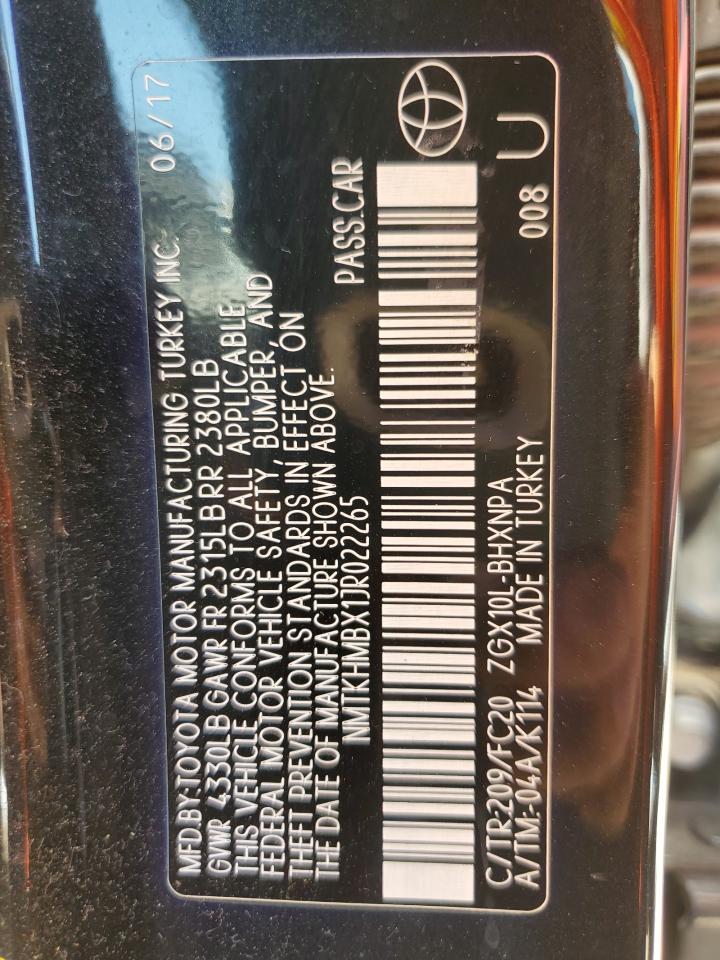 MFD.BY:TOYOTA MOTOR MANUFACTURING TURKEY INC. 06/17
GVWR 4330LB GAWR FR 2315LB RR 2380LB
THIS VEHICLE CONFORMS TO ALL APPLICABLE
FEDERAL MOTOR VEHICLE SAFETY, BUMPER, AND
THEFT PREVENTION STANDARDS IN EFFECT ON
THE DATE OF MANUFACTURE SHOWN ABOVE.
NMTKHMBX1JR022265 PASS.CAR
C/TR:209/FC20 ZGX10L-BHXNPA 008 U
A/TM:-04A/K114 MADE IN TURKEY